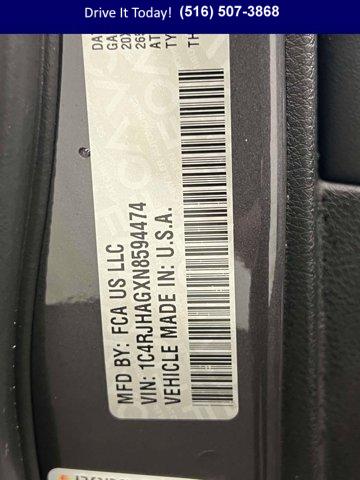 Drive It Today! (516) 507-3868
MFD BY: FCA US LLC
VIN: 1C4RJHAGXN8594474
VEHICLE MADE IN: U.S.A.